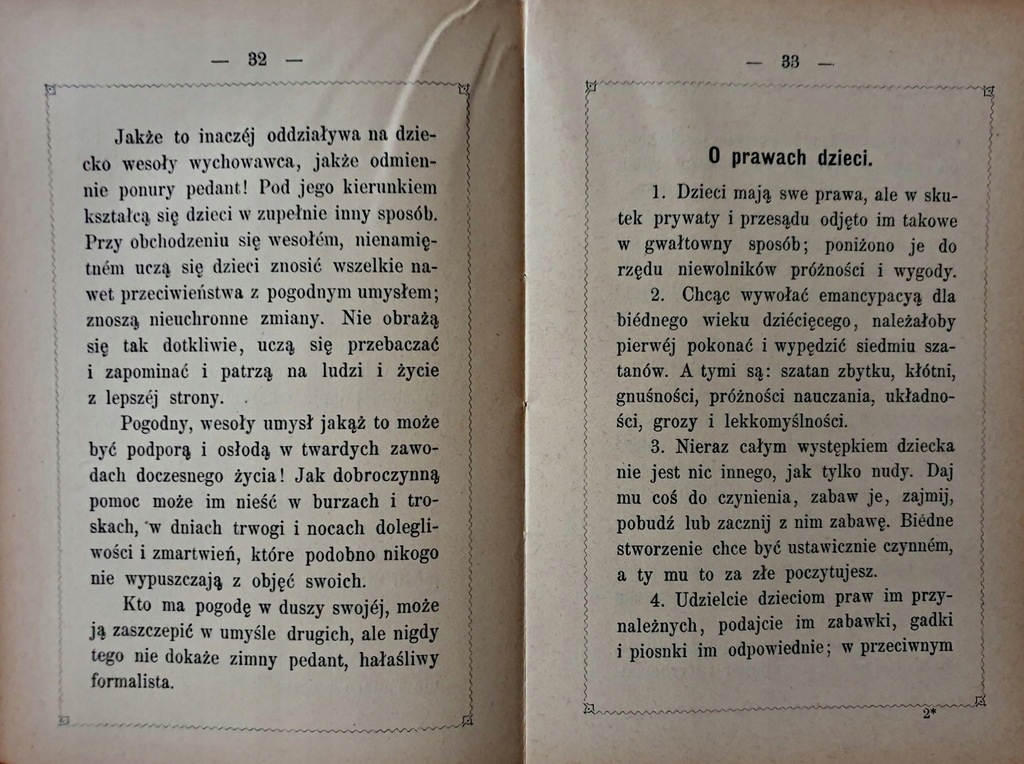 — 32 —
Jakże to inaczéj oddziaływa na dzie-
cko wesoły wychowawca, jakże odmien-
nie ponury pedant! Pod jego kierunkiem
kształcą się dzieci w zupełnie inny sposób.
Przy obchodzeniu się wesołém, nienamię-
tném uczą się dzieci znosić wszelkie na-
wet przeciwieństwa z pogodnym umysłem;
znoszą nieuchronne zmiany. Nie obrażą
się tak dotkliwie, uczą się przebaczać
i zapominać i patrzą na ludzi i życie
z lepszéj strony.
Pogodny, wesoły umysł jakąż to może
być podporą i osłodą w twardych zawo-
dach doczesnego życia! Jak dobroczynną
pomoc może im nieść w burzach i tro-
skach, w dniach trwogi i nocach dolegli-
wości i zmartwień, które podobno nikogo
nie wypuszczają z objęć swoich.
Kto ma pogodę w duszy swojéj, może
ją zaszczepić w umyśle drugich, ale nigdy
tego nie dokaże zimny pedant, hałaśliwy
formalista.
— 33 —
O prawach dzieci.
1. Dzieci mają swe prawa, ale w sku-
tek prywaty i przesądu odjęto im takowe
w gwałtowny sposób; poniżono je do
rzędu niewolników próżności i wygody.
2. Chcąc wywołać emancypacyą dla
biédnego wieku dziécięcego, należałoby
pierwéj pokonać i wypędzić siedmiu sza-
tanów. A tymi są: szatan zbytku, kłótni,
gnuśności, próżności nauczania, układno-
ści, grozy i lekkomyślności.
3. Nieraz całym występkiem dziecka
nie jest nic innego, jak tylko nudy. Daj
mu coś do czynienia, zabaw je, zajmij,
pobudź lub zacznij z nim zabawę. Biédne
stworzenie chce być ustawicznie czynném,
a ty mu to za złe poczytujesz.
4. Udzielcie dzieciom praw im przy-
należnych, podajcie im zabawki, gadki
i piosnki im odpowiednie; w przeciwnym
2*